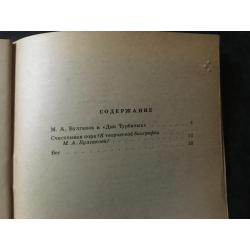 СОДЕРЖАНИЕ
М. А. Булгаков и «Дни Турбиных»
Счастливая пора (К творческой биографии
М. А. Булгакова)
Бег